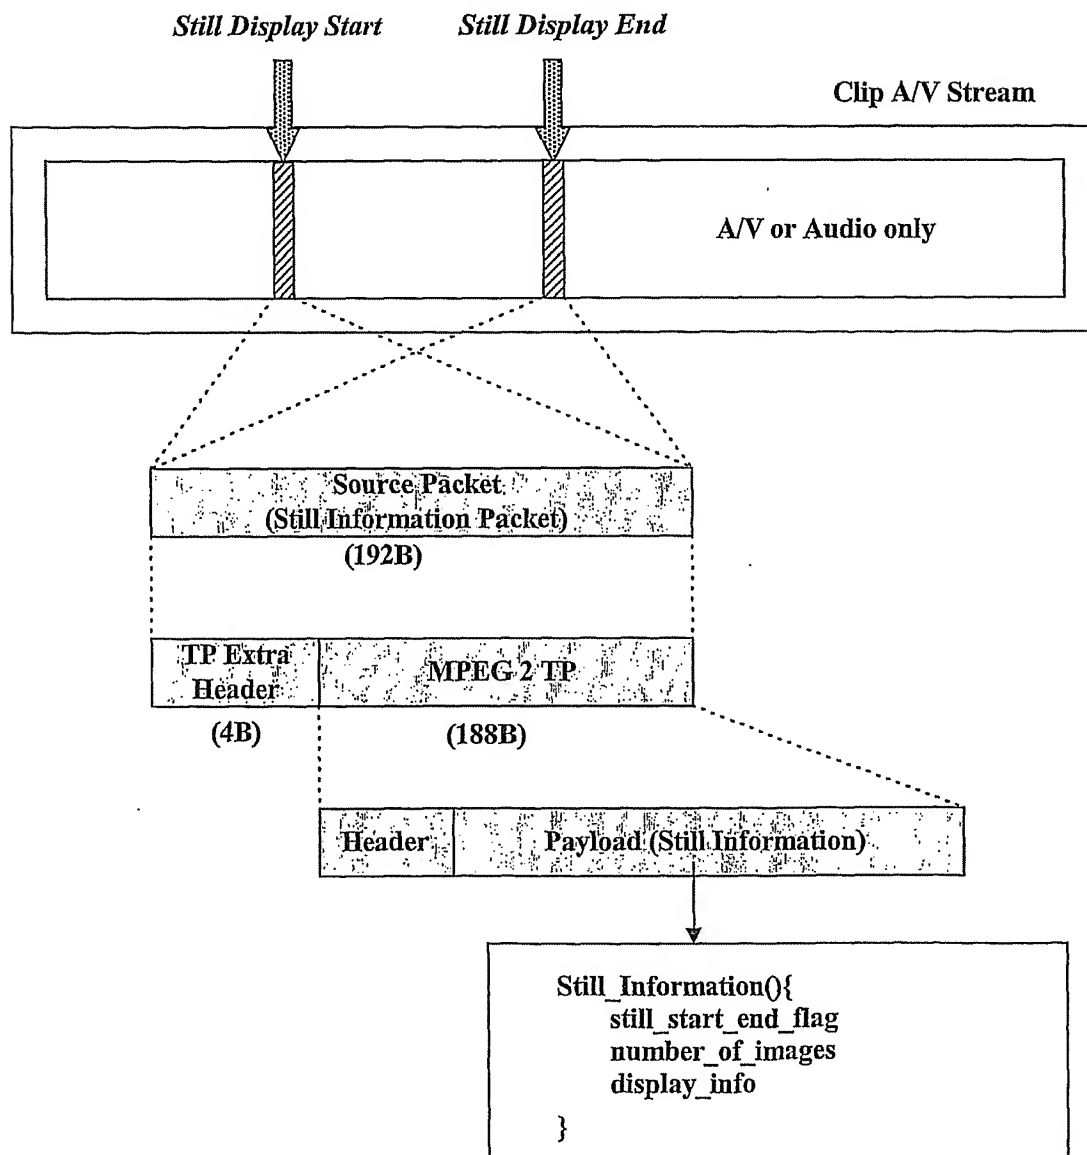 Still Display Start
Still Display End
Clip A/V Stream
A/V or Audio only
Source Packet
(Still Information Packet)
(192B)
TP Extra
Header
MPEG 2 TP
(4B)
(188B)
Header
Payload (Still Information)
Still_Information(){
still_start_end_flag
number_of_images
display_info
}